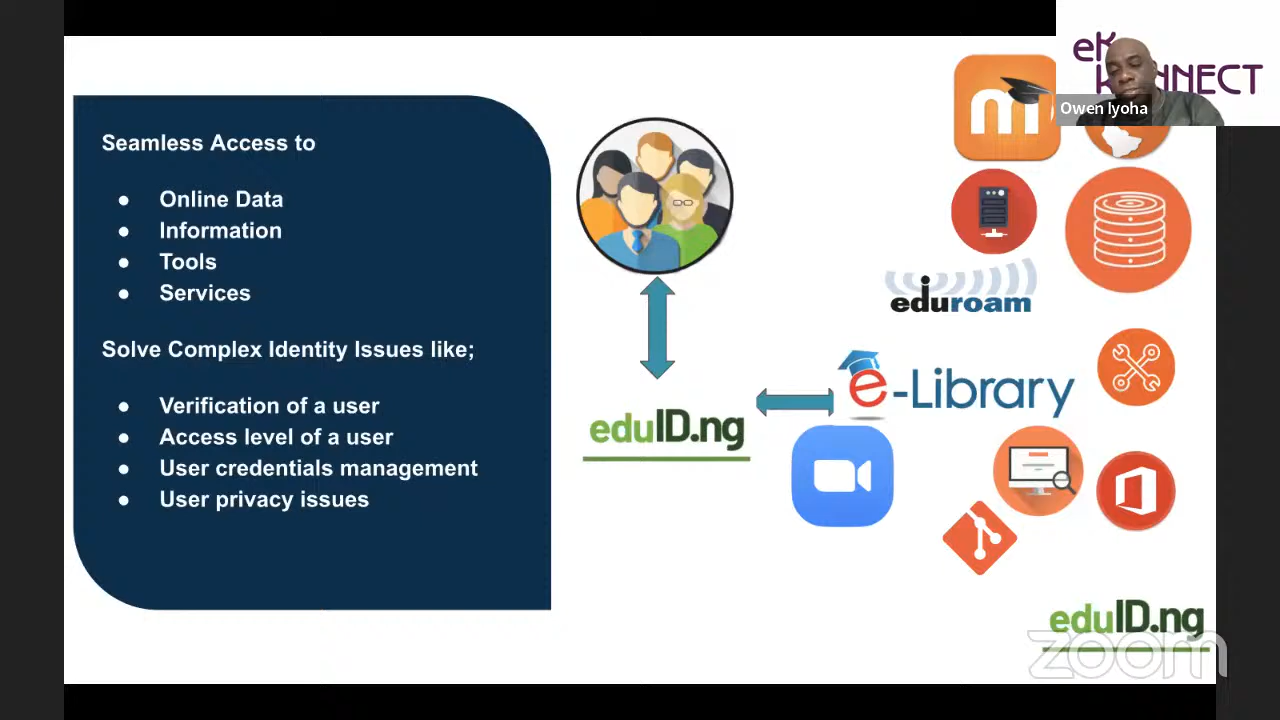 Seamless Access to
● Online Data
● Information
● Tools
● Services
Solve Complex Identity Issues like;
● Verification of a user
● Access level of a user
● User credentials management
● User privacy issues
eduID.ng
m
eduroam
e-Library
Owen Iyoha
eduID.ng
zoom